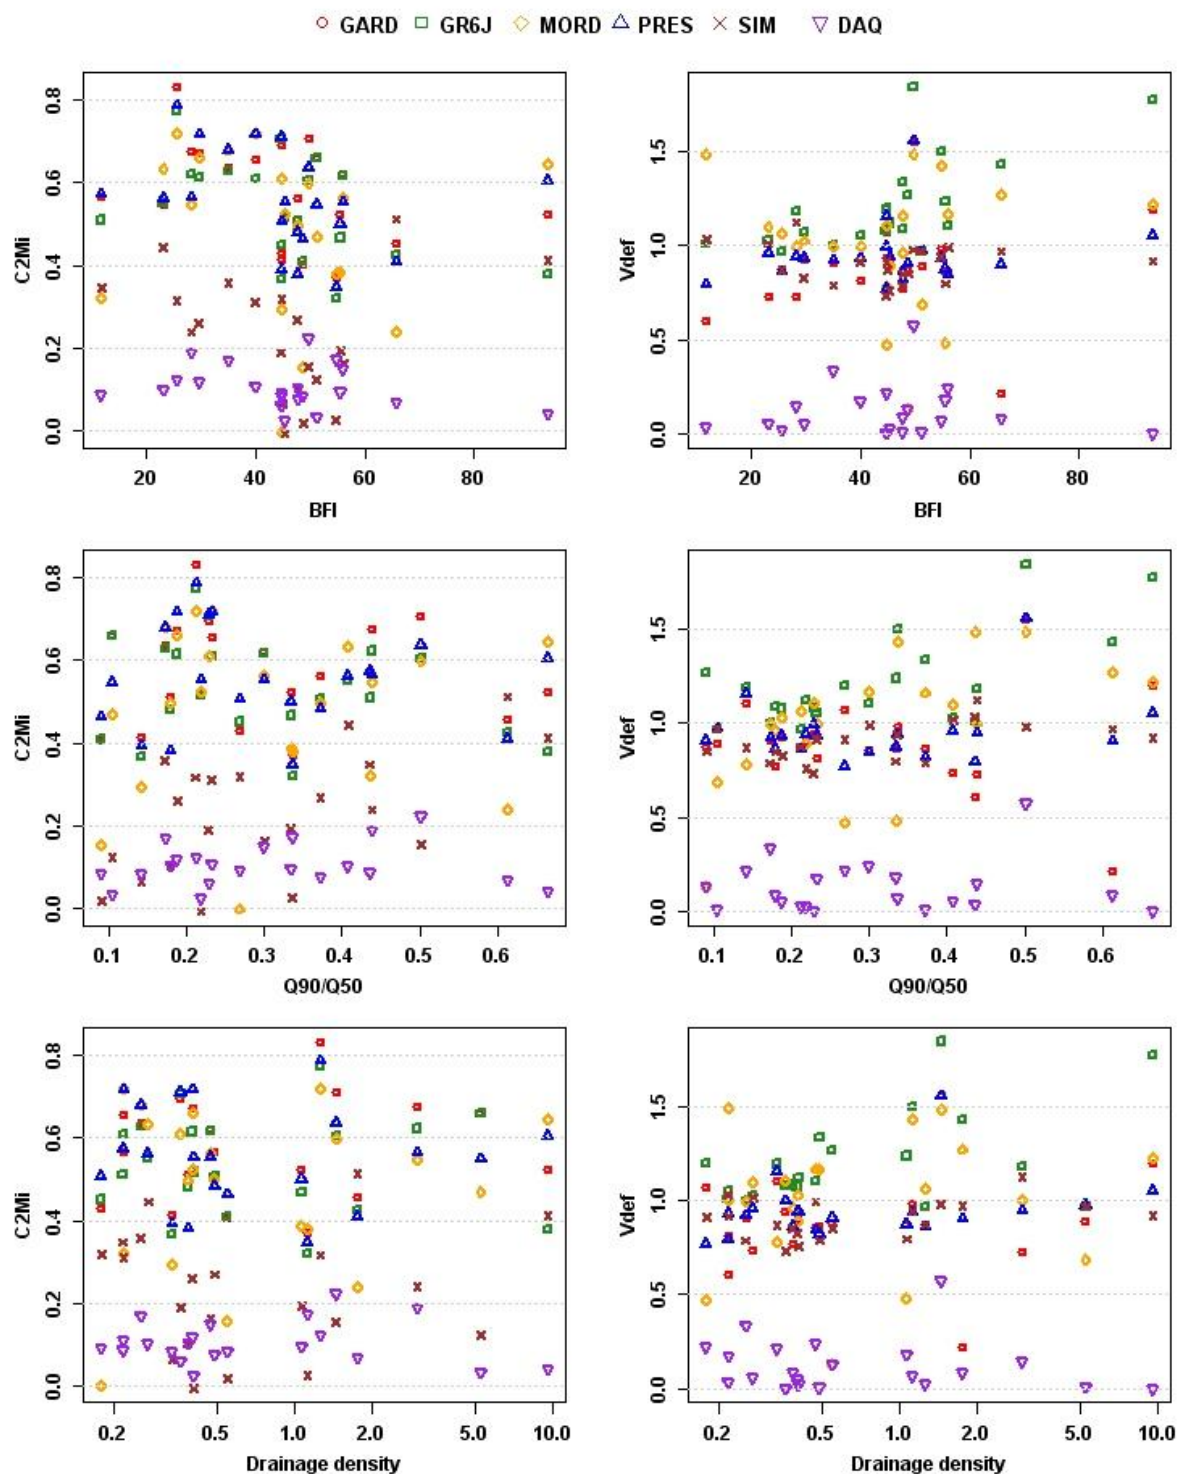 GARD GR6J MORD PRES SIM DAQ
C2Mi
0.0 0.2 0.4 0.6 0.8
20 40 60 80
BFI
Vdef
0.0 0.5 1.0 1.5
20 40 60 80
BFI
C2Mi
0.0 0.2 0.4 0.6 0.8
0.1 0.2 0.3 0.4 0.5 0.6
Q90/Q50
Vdef
0.0 0.5 1.0 1.5
0.1 0.2 0.3 0.4 0.5 0.6
Q90/Q50
C2Mi
0.0 0.2 0.4 0.6 0.8
0.2 0.5 1.0 2.0 5.0 10.0
Drainage density
Vdef
0.0 0.5 1.0 1.5
0.2 0.5 1.0 2.0 5.0 10.0
Drainage density